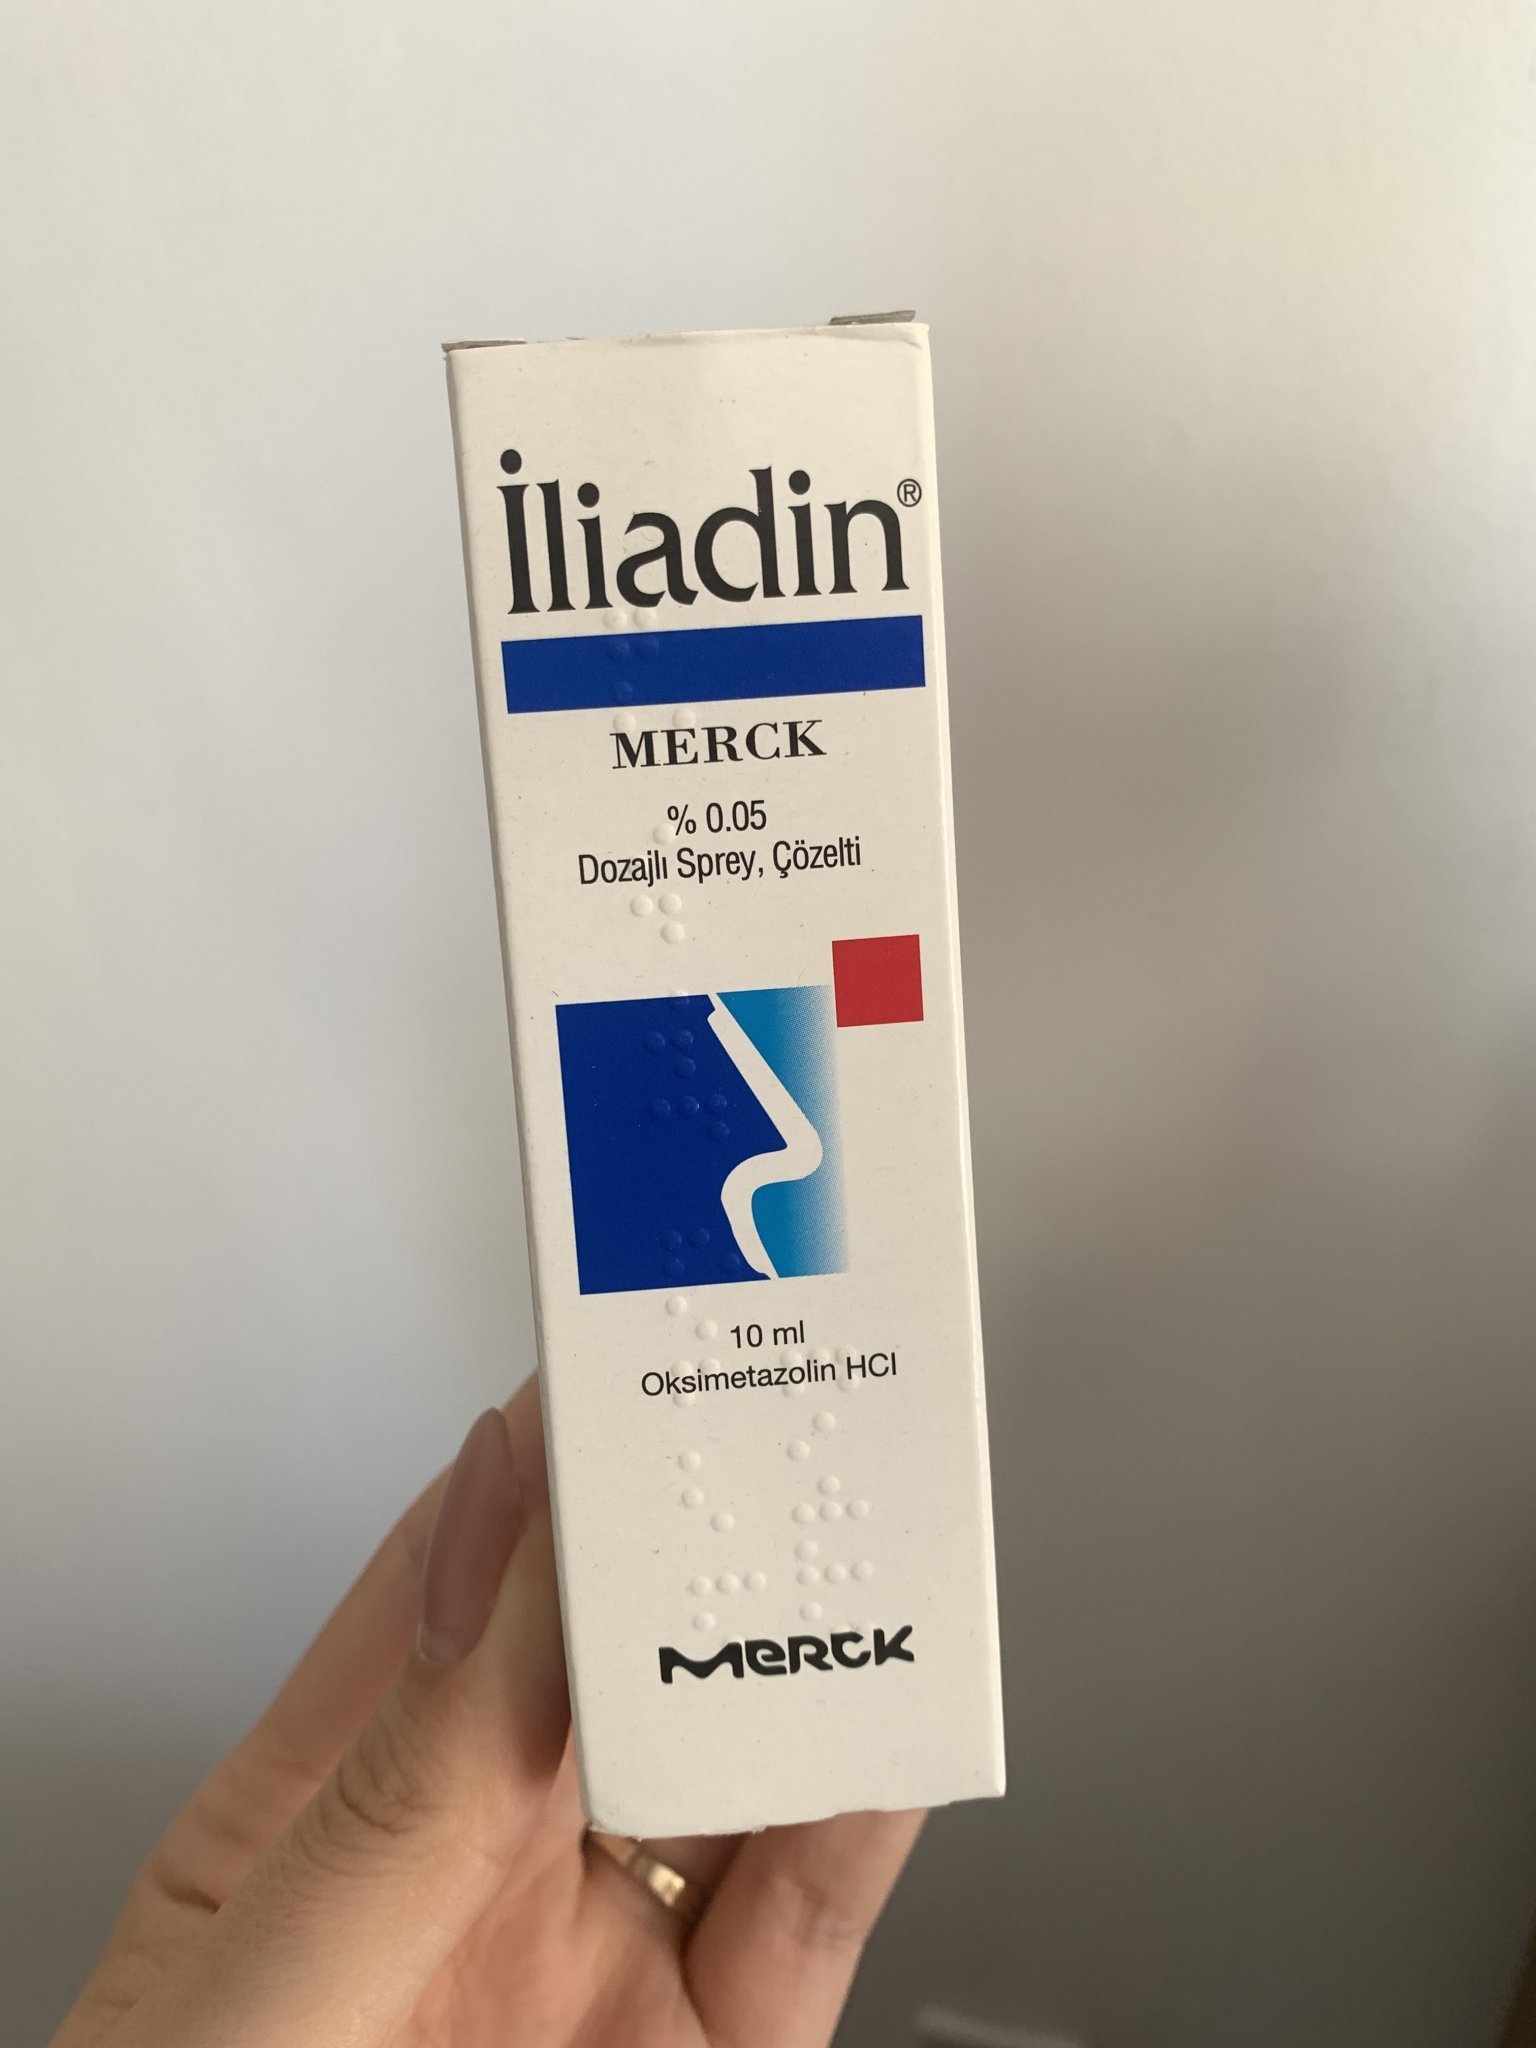 İliadin®
MERCK
% 0.05
Dozajlı Sprey, Çözelti
10 ml
Oksimetazolin HCl
MERCK